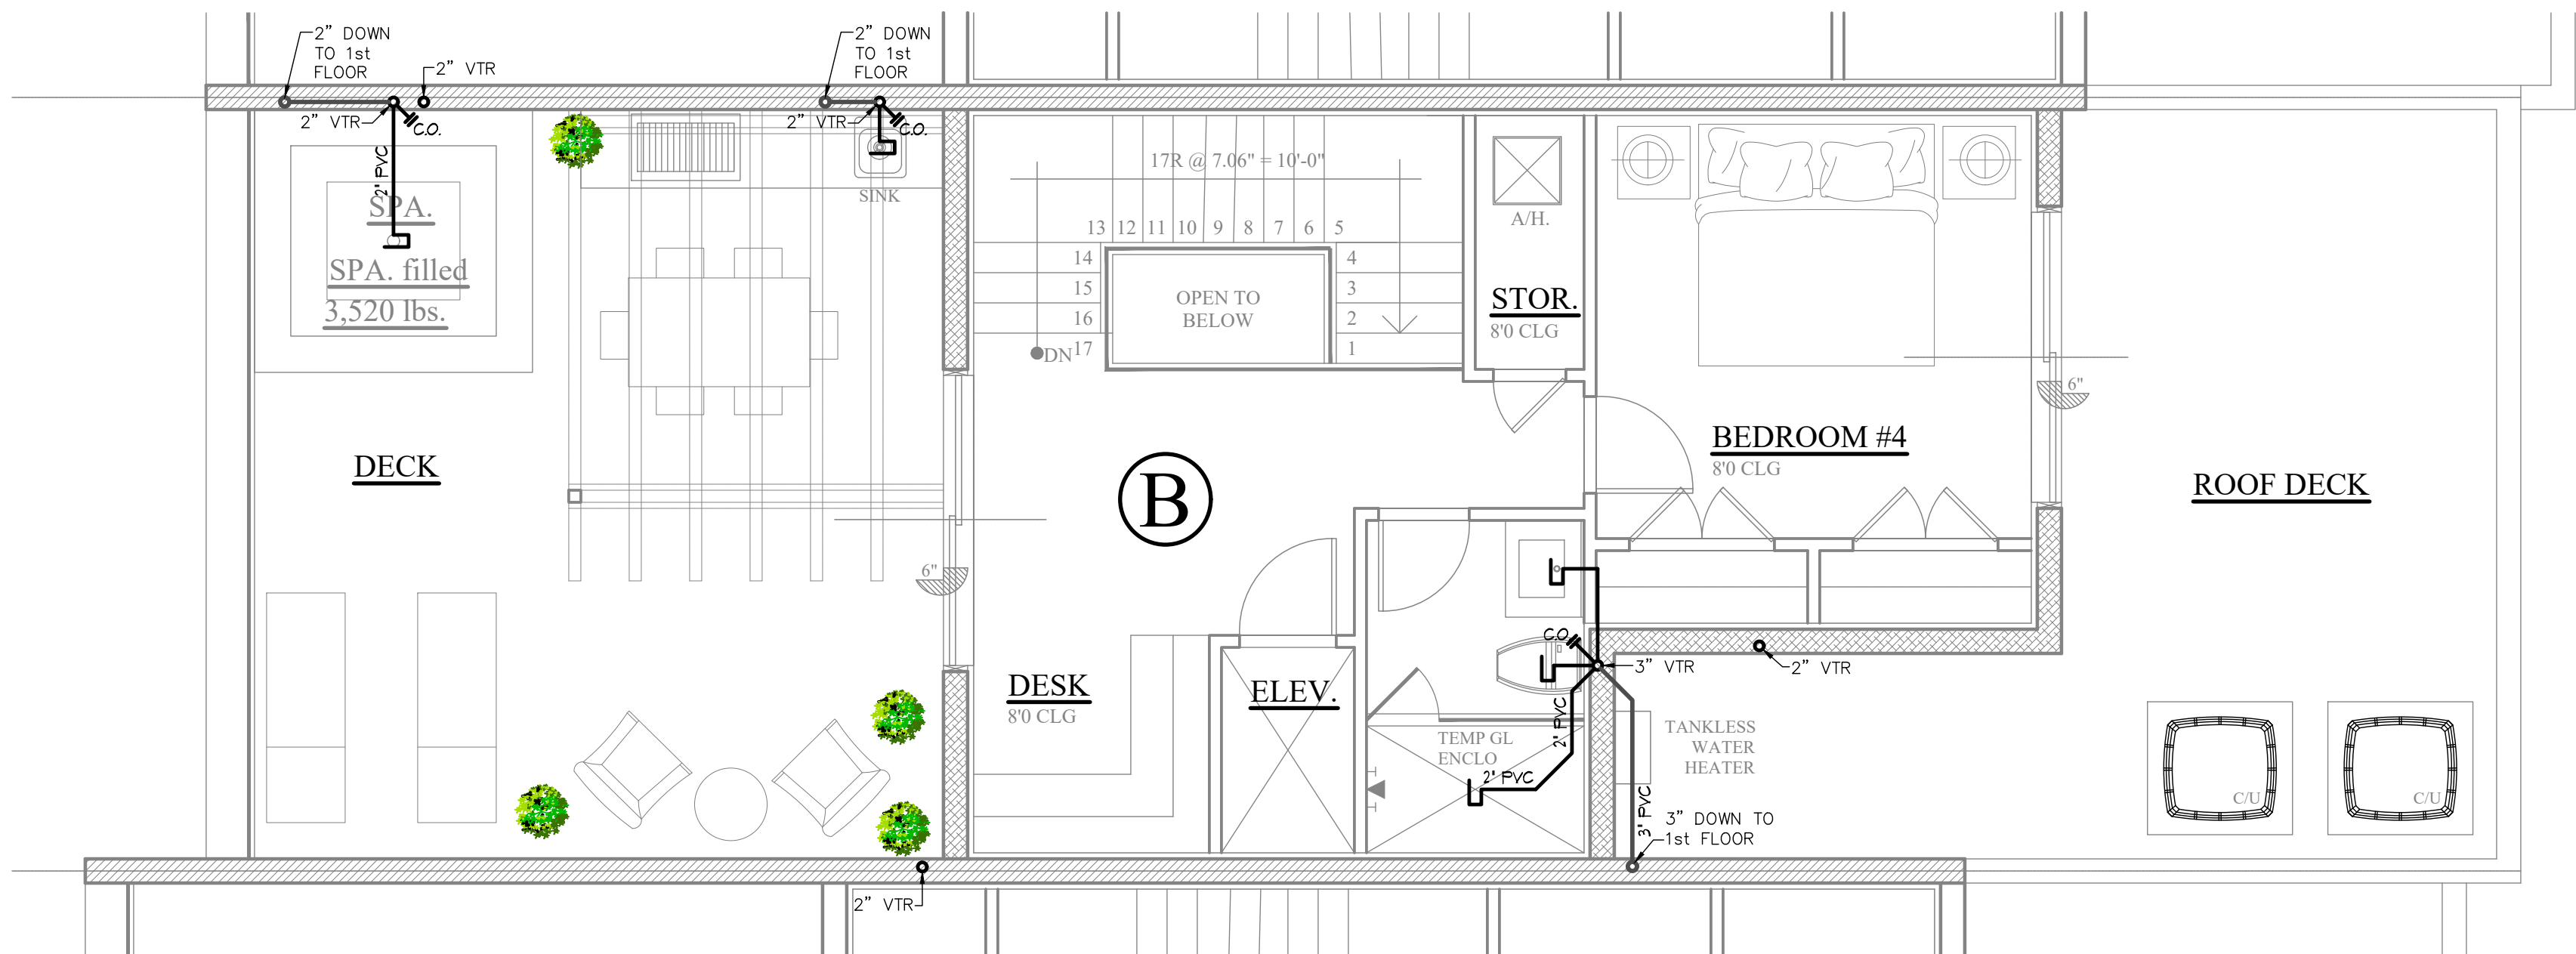 2” DOWN
TO 1st
FLOOR
2” VTR
2” VTR
C.O.
2' PVC
2” DOWN
TO 1st
FLOOR
2” VTR
C.O.
SINK
SPA.
SPA. filled
3,520 lbs.
DECK
6"
17R @ 7.06" = 10'-0"
13 12 11 10 9 8 7 6 5
14
15
16
17
DN
4
3
2
1
OPEN TO
BELOW
A/H.
STOR.
8'0 CLG
BEDROOM #4
8'0 CLG
6"
ROOF DECK
B
DESK
8'0 CLG
ELEV.
C.O.
3” VTR
2” VTR
2' PVC
TEMP GL
ENCLO
2' PVC
TANKLESS
WATER
HEATER
3' PVC
3” DOWN TO
1st FLOOR
C/U
C/U
2” VTR